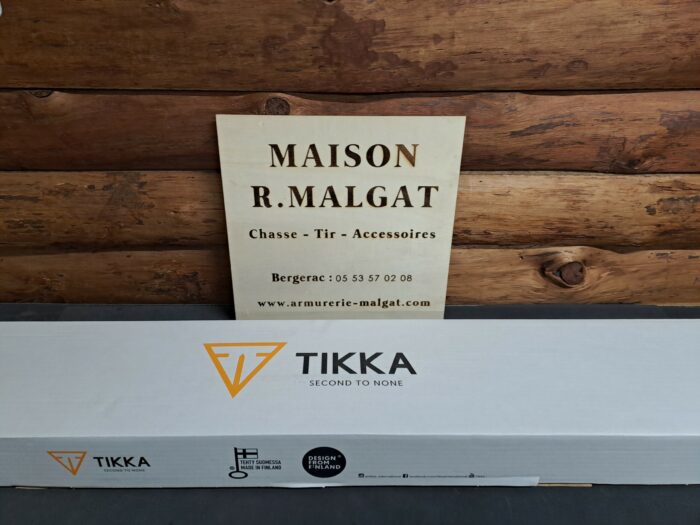 MAISON
R.MALGAT
Chasse - Tir - Accessoires
Bergerac : 05 53 57 02 08
www.armurerie-malgat.com
TIKKA
SECOND TO NONE
TIKKA
SECOND TO NONE
TEHTY SUOMESSA
MADE IN FINLAND
DESIGN
FROM
FINLAND